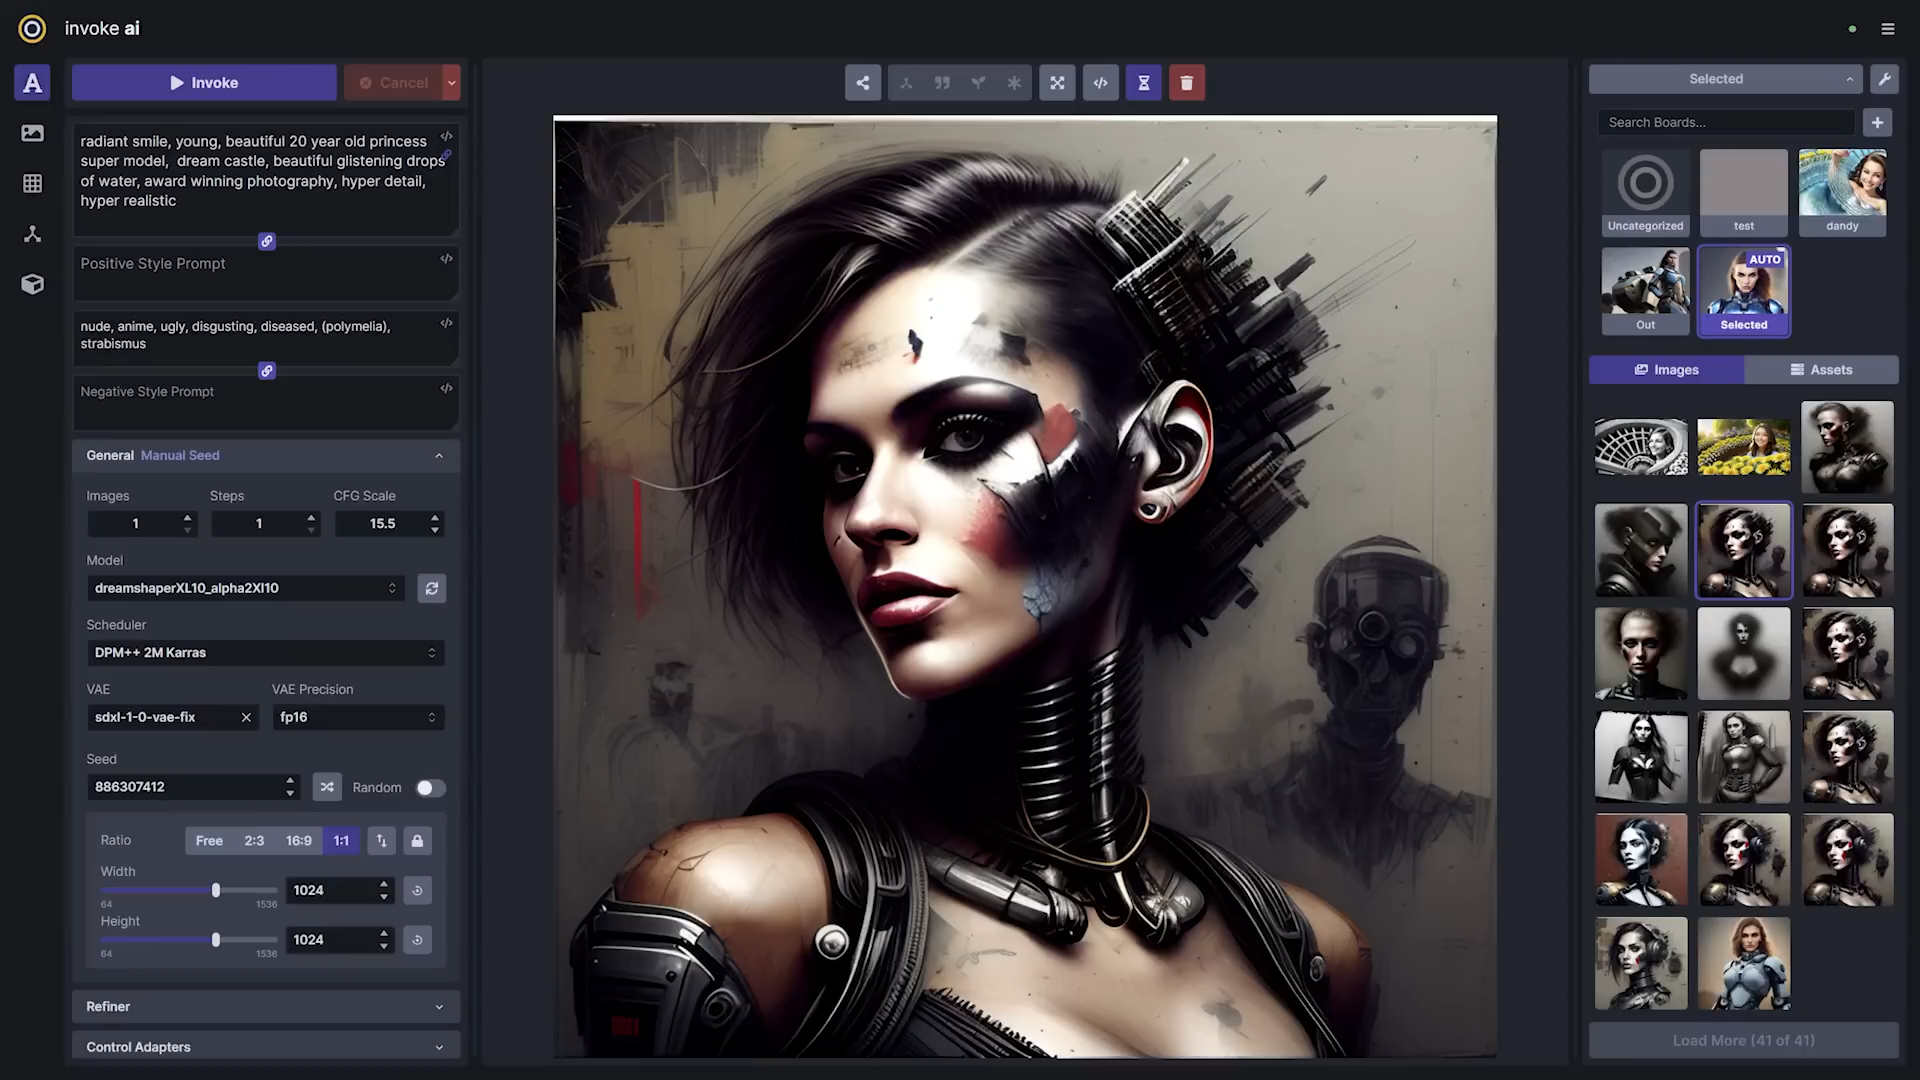 invoke ai
Invoke
Cancel
radiant smile, young, beautiful 20 year old princess
super model,  dream castle, beautiful glistening drops
of water, award winning photography, hyper detail,
hyper realistic
Positive Style Prompt
nude, anime, ugly, disgusting, diseased, (polymelia),
strabismus
Negative Style Prompt
General Manual Seed
Images Steps CFG Scale
1 1 15.5
Model
dreamshaperXL10_alpha2Xl10
Scheduler
DPM++ 2M Karras
VAE VAE Precision
sdxl-1-0-vae-fix fp16
Seed
886307412 Random
Ratio Free 2:3 16:9 1:1
Width
1024
64 1536
Height
1024
64 1536
Refiner
Control Adapters
Selected
Search Boards...
Uncategorized test dandy
AUTO
Out Selected
Images Assets
Load More (41 of 41)